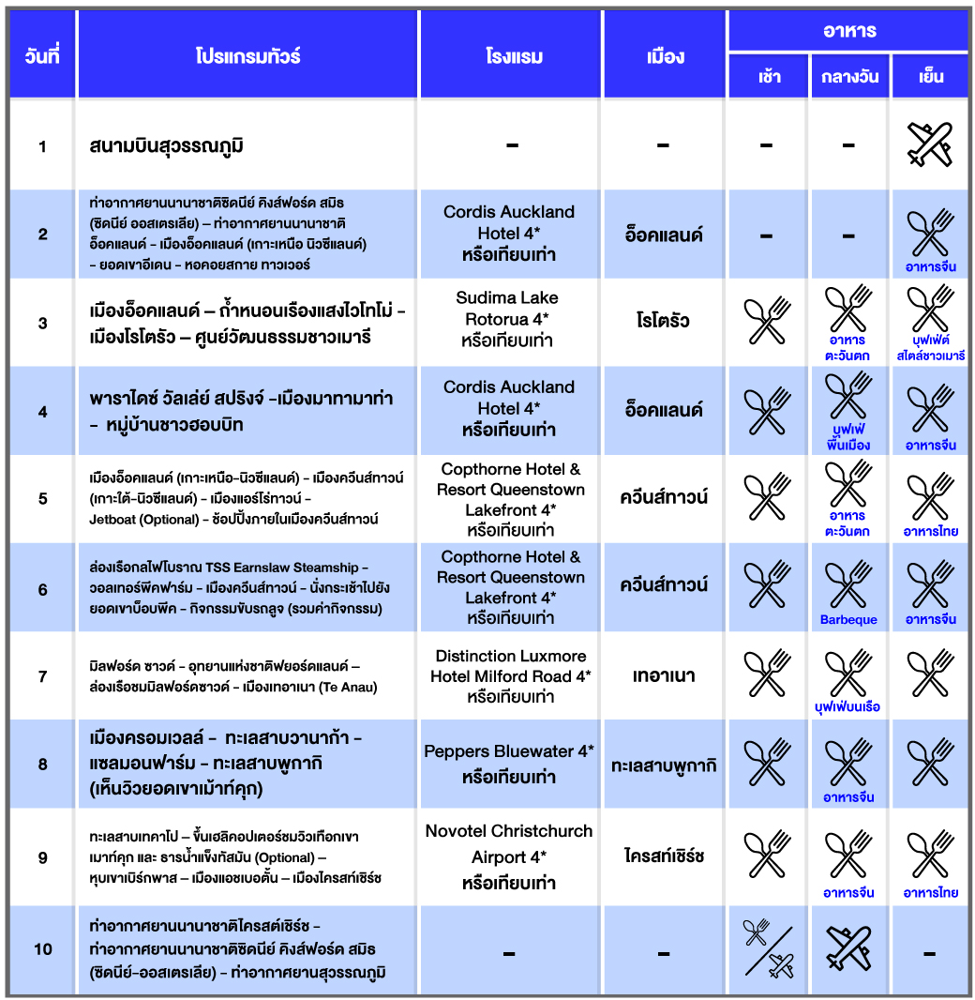 วันที่
โปรแกรมทัวร์
โรงแรม
เมือง
อาหาร
เช้า
กลางวัน
เย็น
1
สนามบินสุวรรณภูมิ
-
-
-
-
2
ท่าอากาศยานนานาชาติซิดนีย์ คิงส์ฟอร์ด สมิธ
(ซิดนีย์ ออสเตรเลีย) – ท่าอากาศยานนานาชาติ
อ็อคแลนด์ - เมืองอ็อคแลนด์ (เกาะเหนือ นิวซีแลนด์)
- ยอดเขาอีเดน - หอคอยสกาย ทาวเวอร์
Cordis Auckland
Hotel 4*
หรือเทียบเท่า
อ็อคแลนด์
-
-
อาหารจีน
3
เมืองอ็อคแลนด์ – ถ้ำหนอนเรืองแสงไวโทโม่ -
เมืองโรโตรัว – ศูนย์วัฒนธรรมชาวเมารี
Sudima Lake
Rotorua 4*
หรือเทียบเท่า
โรโตรัว
อาหาร
ตะวันตก
บุฟเฟ่ต์
สไตล์ชาวเมารี
4
พาราไดซ์ วัลเล่ย์ สปริงจ์ -เมืองมาทามาท่า
- หมู่บ้านชาวฮอบบิท
Cordis Auckland
Hotel 4*
หรือเทียบเท่า
อ็อคแลนด์
บุฟเฟ่
พื้นเมือง
อาหารจีน
5
เมืองอ็อคแลนด์ (เกาะเหนือ-นิวซีแลนด์) - เมืองควีนส์ทาวน์
(เกาะใต้-นิวซีแลนด์) - เมืองแอร์โร่ทาวน์ -
Jetboat (Optional) - ช้อปปิ้งภายในเมืองควีนส์ทาวน์
Copthorne Hotel &
Resort Queenstown
Lakefront 4*
หรือเทียบเท่า
ควีนส์ทาวน์
อาหาร
ตะวันตก
อาหารไทย
6
ล่องเรือกลไฟโบราณ TSS Earnslaw Steamship -
วอลเทอร์พีคฟาร์ม - เมืองควีนส์ทาวน์ - นั่งกระเช้าไปยัง
ยอดเขาบ็อบพีค - กิจกรรมขับรถลูจ (รวมค่ากิจกรรม)
Copthorne Hotel &
Resort Queenstown
Lakefront 4*
หรือเทียบเท่า
ควีนส์ทาวน์
Barbeque
อาหารจีน
7
มิลฟอร์ด ซาวด์ - อุทยานแห่งชาติฟยอร์ดแลนด์ –
ล่องเรือชมมิลฟอร์ดซาวด์ - เมืองเทอาเนา (Te Anau)
Distinction Luxmore
Hotel Milford Road 4*
หรือเทียบเท่า
เทอาเนา
บุฟเฟ่บนเรือ
8
เมืองครอมเวลล์ - ทะเลสาบวานาก้า -
แซลมอนฟาร์ม - ทะเลสาบพูกากิ
(เห็นวิวยอดเขาเม้าท์คุก)
Peppers Bluewater 4*
หรือเทียบเท่า
ทะเลสาบพูกากิ
อาหารจีน
9
ทะเลสาบเทคาโป – ขึ้นเฮลิคอปเตอร์ชมวิวเทือกเขา
เมาท์คุก และ ธารน้ำแข็งทัสมัน (Optional) –
หุบเขาเบิร์กพาส – เมืองแอชเบอตั้น – เมืองไครสท์เชิร์ช
Novotel Christchurch
Airport 4*
หรือเทียบเท่า
ไครสท์เชิร์ช
อาหารจีน
อาหารไทย
10
ท่าอากาศยานนานาชาติไครสต์เชิร์ช -
ท่าอากาศยานนานาชาติซิดนีย์ คิงส์ฟอร์ด สมิธ
(ซิดนีย์-ออสเตรเลีย) - ท่าอากาศยานสุวรรณภูมิ
-
-
-